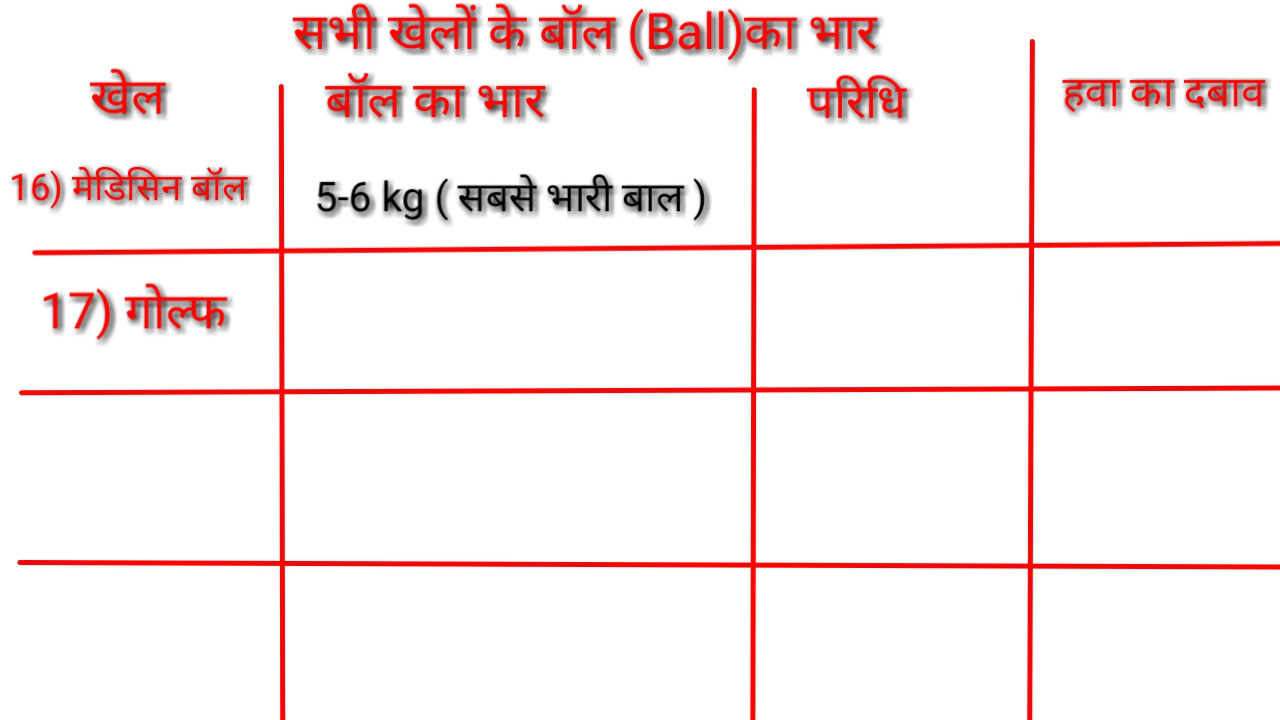 सभी खेलों के बॉल (Ball)का भार
खेल बॉल का भार परिधि हवा का दबाव
16) मेडिसिन बॉल 5-6 kg ( सबसे भारी बाल )
17) गोल्फ